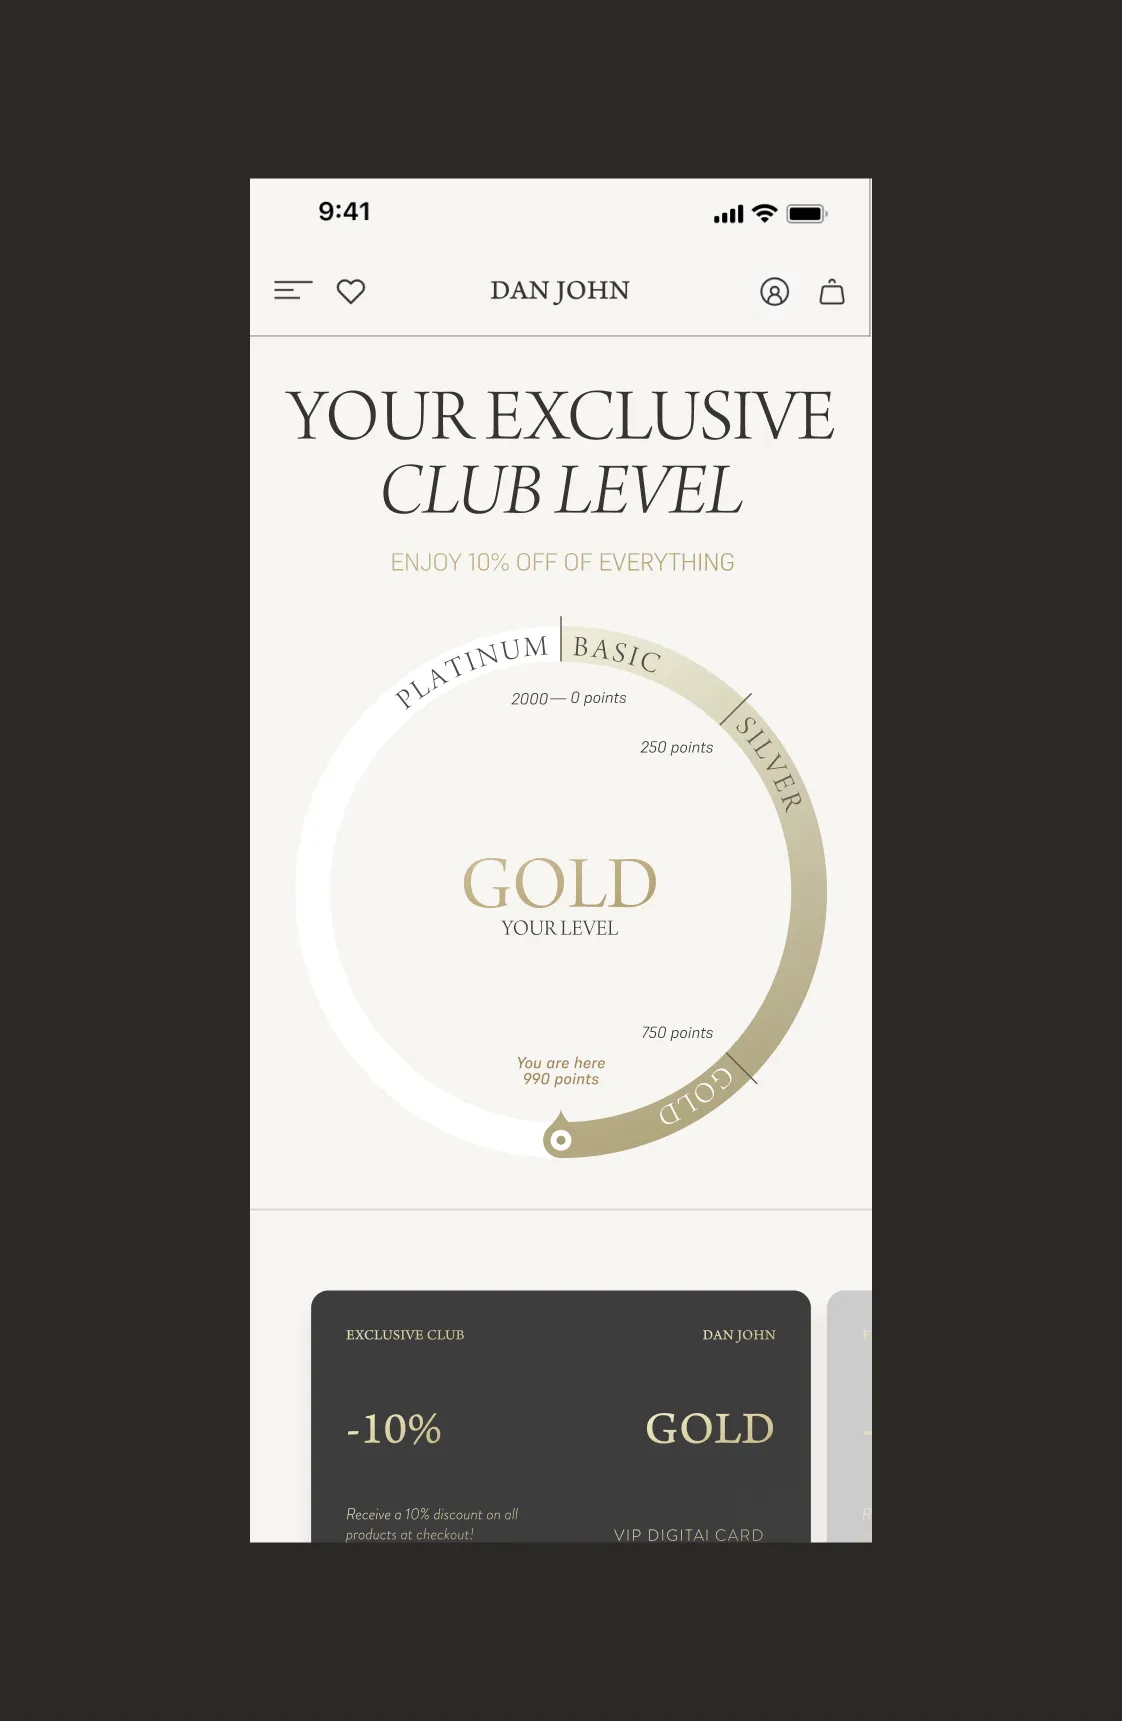 9:41
DAN JOHN
YOUR EXCLUSIVE
CLUB LEVEL
ENJOY 10% OFF OF EVERYTHING
PLATINUM
BASIC
2000— 0 points
250 points
SILVER
GOLD
YOUR LEVEL
750 points
You are here
990 points
GOLD
EXCLUSIVE CLUB
DAN JOHN
-10%
GOLD
Receive a 10% discount on all
products at checkout!
VIP DIGITAL CARD